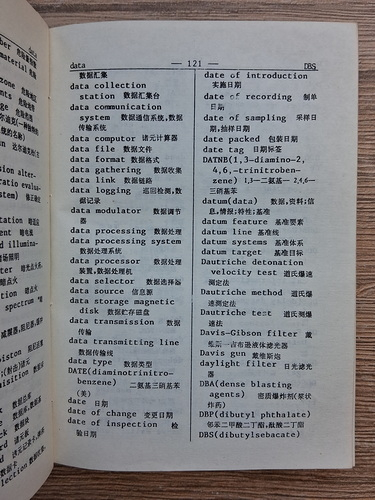 data
— 121 —
DBS
数据汇集
data collection
station 数据汇集台
data communication
system 数据通信系统,数据
传输系统
data computor 诸元计算器
data file 数据文件
data format 数据格式
data gathering 数据收集
data link 数据链路
data logging 巡回检测,数
据记录
data modulator 数据调节
器
data processing 数据处理
data processing system
数据处理系统
data processor 数据处理
装置,数据处理机
data selector 数据选择器
data source 信息源
data storage magnetic
disk 数据贮存磁盘
data transmission 数据
传输
data transmitting line
数据传输线
data type 数据类型
DATE(diaminotrinitro-
benzene) 二氨基三硝基苯
(美)
date 日期
date of change 变更日期
date of inspection 检
验日期
date of introduction
实施日期
date of recording 制单
日期
date of sampling 采样日
期,抽样日期
date packed 包装日期
date tag 日期标签
DATNB(1,3-diamino-2,
4,6,-trinitroben-
rene) 1,3—二氨基— 2,4,6—
三硝基苯
datum(data) 数据,资料;信
息,情报;特性;基准
datum feature 基准要素
datum line 基准线
datum systems 基准体系
datum target 基准目标
Dautriche detonation
velocity test 道氏爆速
测定法
Dautriche method 道氏爆
速测定法
Dautriche test 道氏测爆
速法
Davis-Gibson filter 戴
维斯—吉布逊液体滤光器
Davis gun 戴维斯炮
daylight filter 日光滤光
器
DBA(dense blasting
agents) 密质爆炸剂(浆状
炸药)
DBP(dibutyl phthalate)
邻苯二甲酸二丁酯,酞酸二丁酯
DBS(dibutylsebacate)